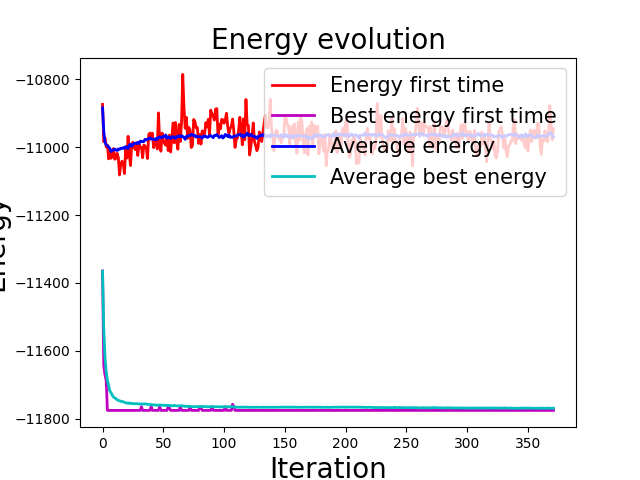 Energy evolution
Energy
−10800
−11000
−11200
−11400
−11600
−11800
Energy first time
Best energy first time
Average energy
Average best energy
0 50 100 150 200 250 300 350
Iteration